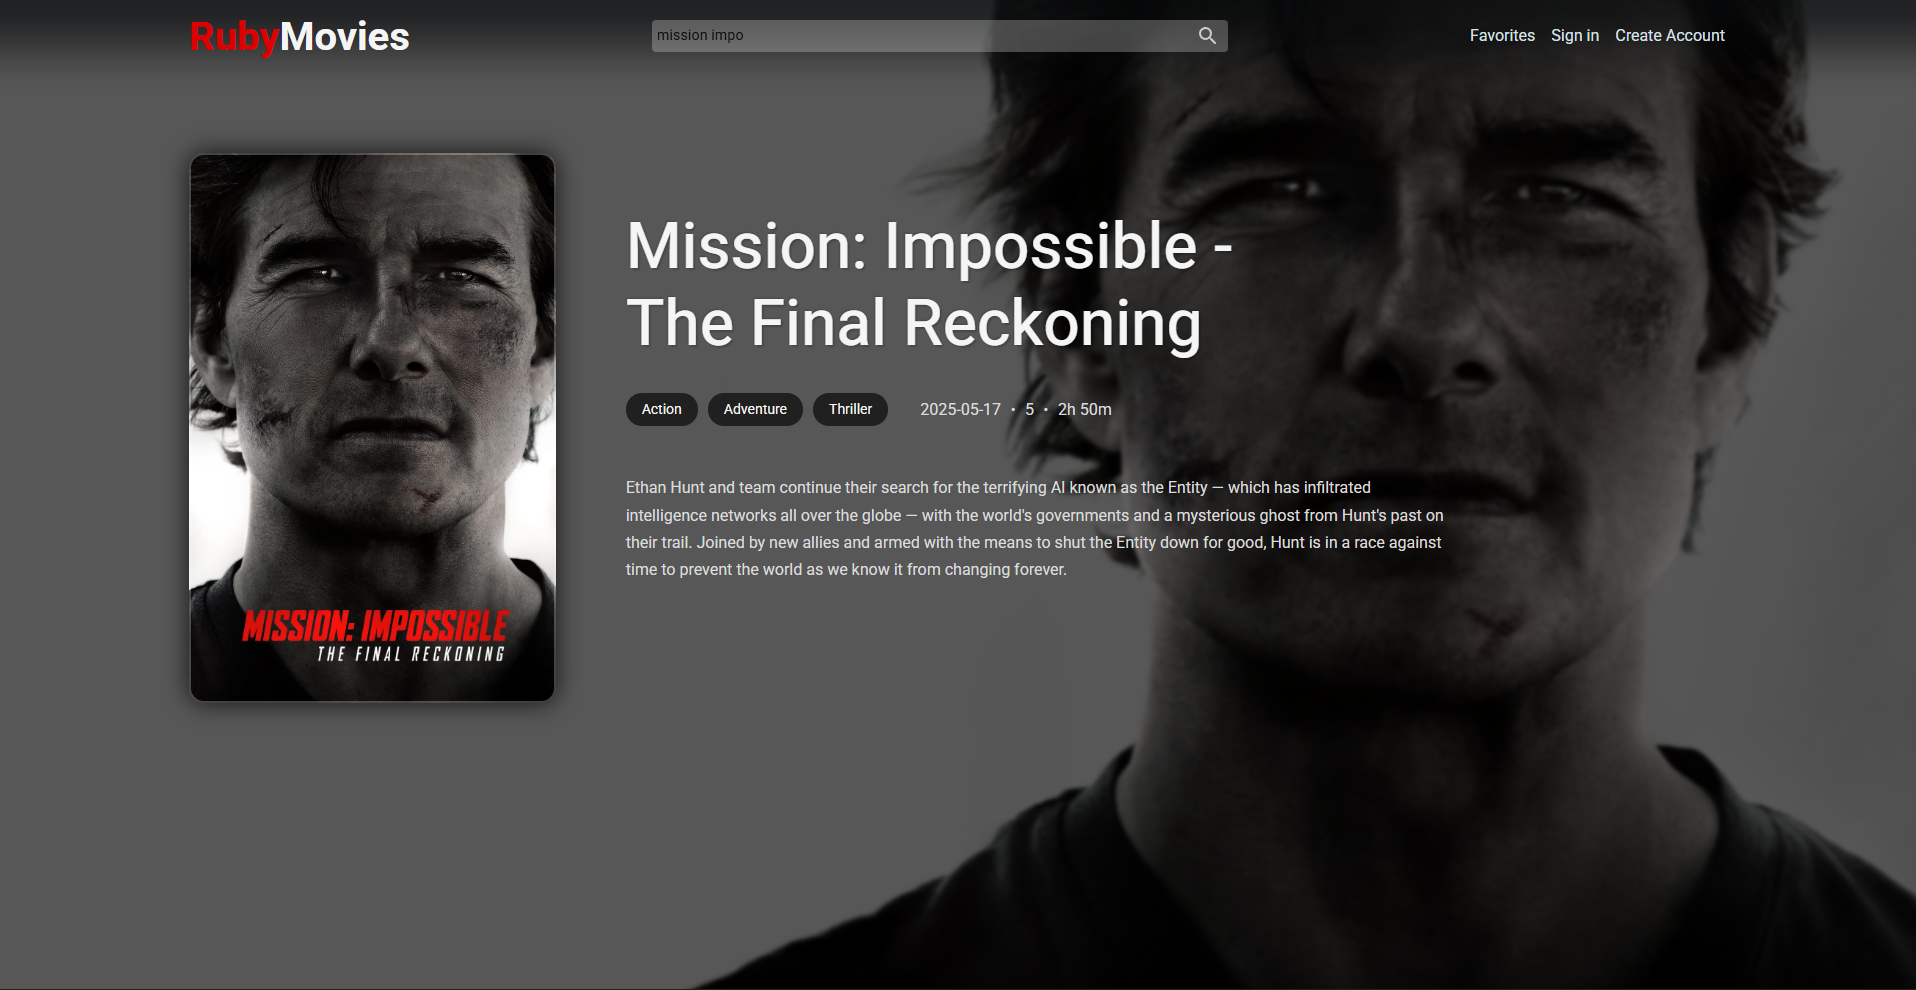 RubyMovies
mission impo
Favorites Sign in Create Account
MISSION: IMPOSSIBLE
THE FINAL RECKONING
Mission: Impossible -
The Final Reckoning
Action Adventure Thriller 2025-05-17 • 5 • 2h 50m
Ethan Hunt and team continue their search for the terrifying AI known as the Entity — which has infiltrated
intelligence networks all over the globe — with the world's governments and a mysterious ghost from Hunt's past on
their trail. Joined by new allies and armed with the means to shut the Entity down for good, Hunt is in a race against
time to prevent the world as we know it from changing forever.